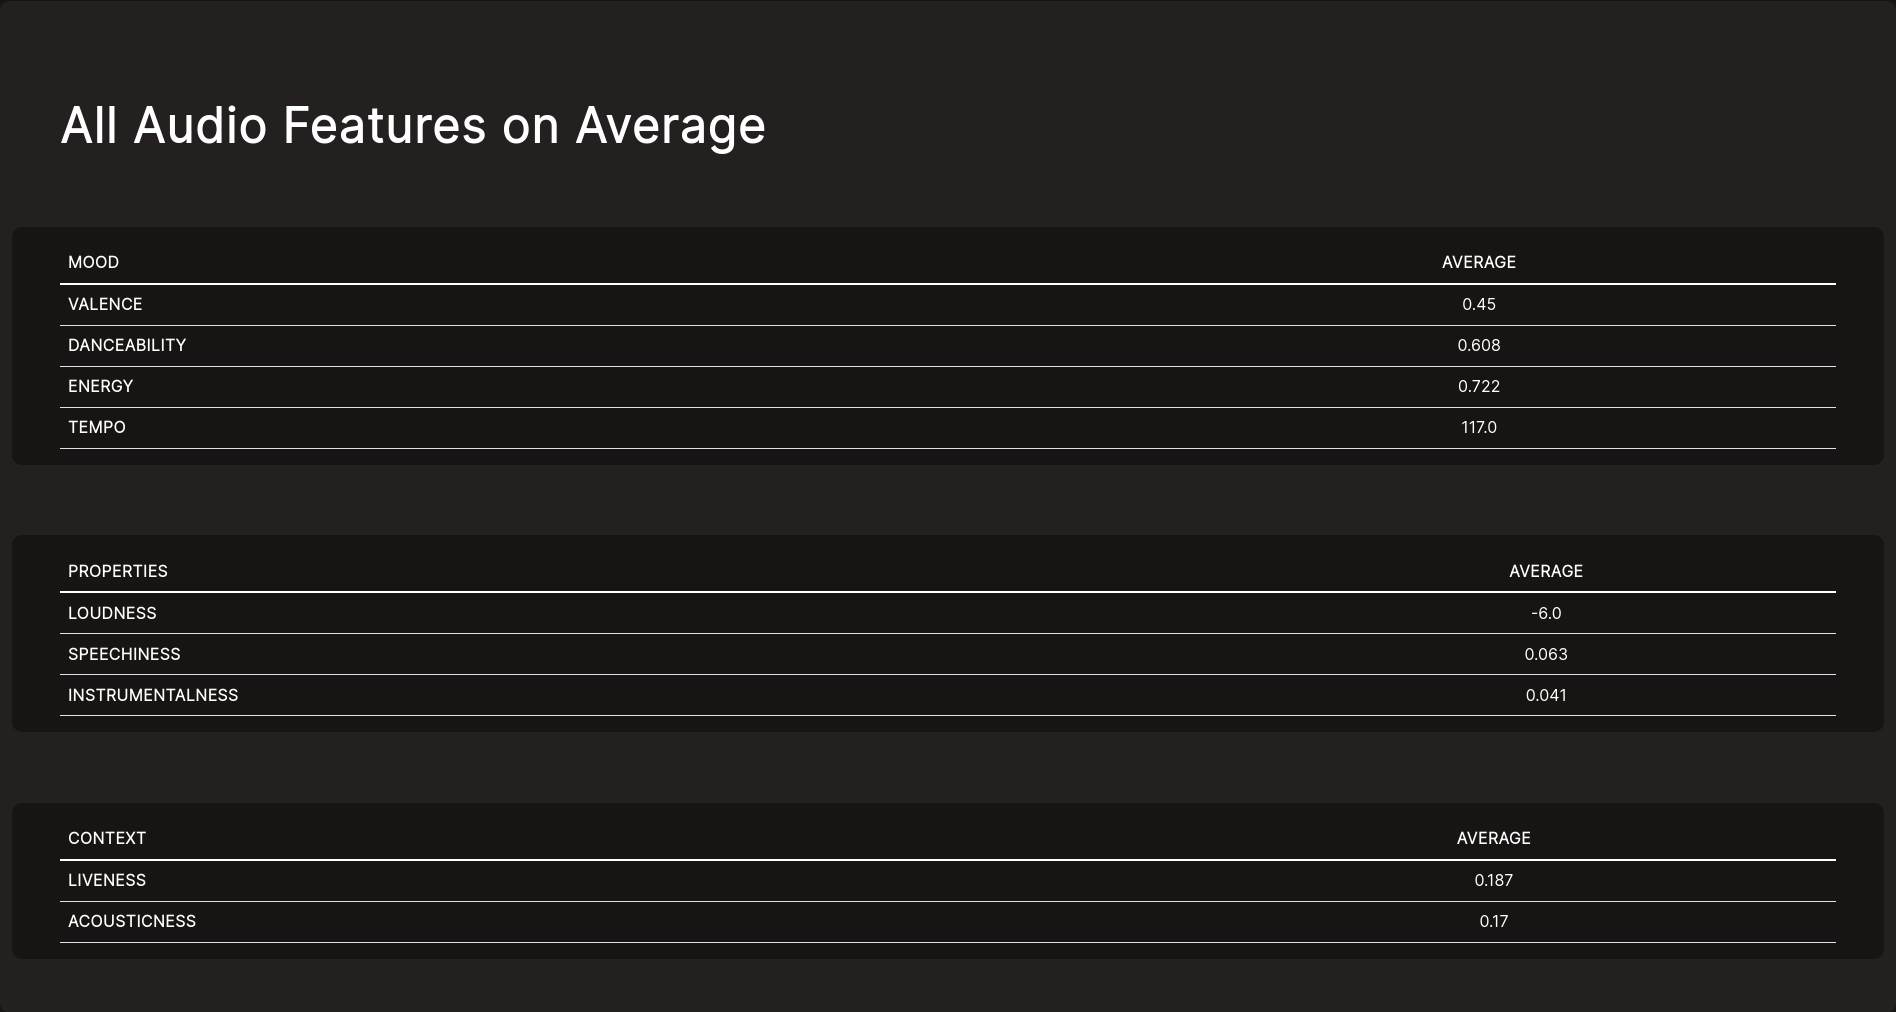 All Audio Features on Average
MOOD AVERAGE
VALENCE 0.45
DANCEABILITY 0.608
ENERGY 0.722
TEMPO 117.0
PROPERTIES AVERAGE
LOUDNESS -6.0
SPEECHINESS 0.063
INSTRUMENTALNESS 0.041
CONTEXT AVERAGE
LIVENESS 0.187
ACOUSTICNESS 0.17